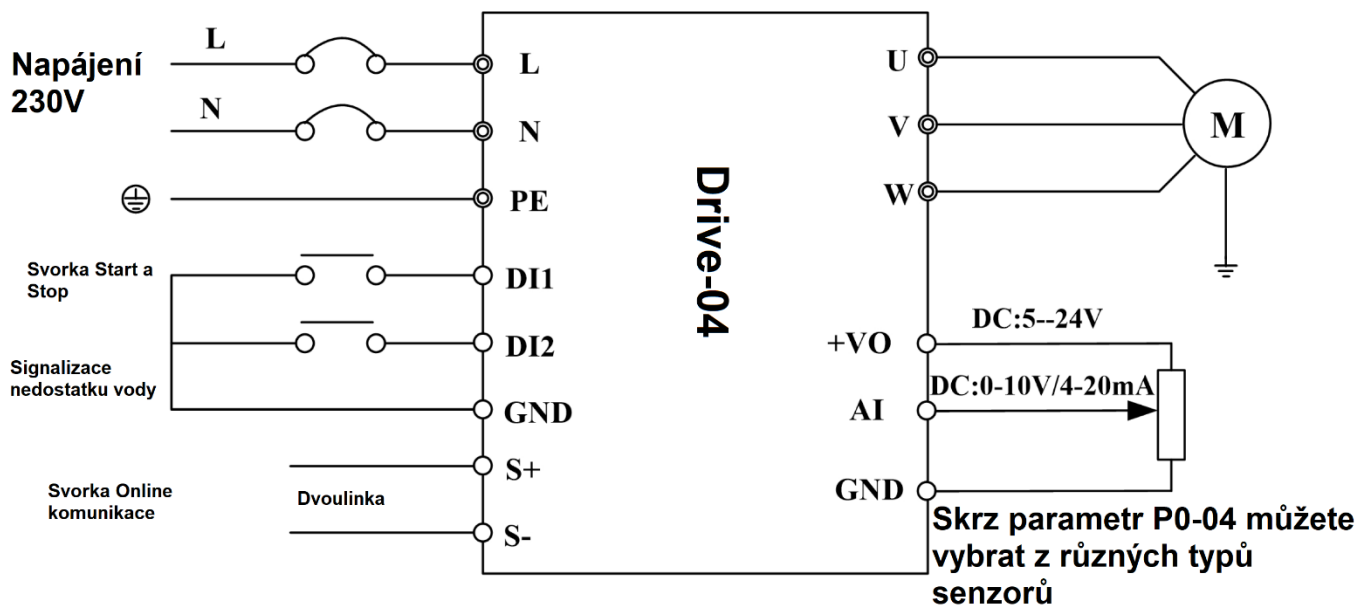 Napájení
230V
L
N
L
N
PE
Svorka Start a
Stop
DI1
Signalizace
nedostatku vody
DI2
GND
Svorka Online
komunikace
Dvoulinka
S+
S-
Drive-04
U
V
W
M
+VO
DC:5--24V
AI
DC:0-10V/4-20mA
GND
Skrz parametr P0-04 můžete
vybrat z různých typů
senzorů